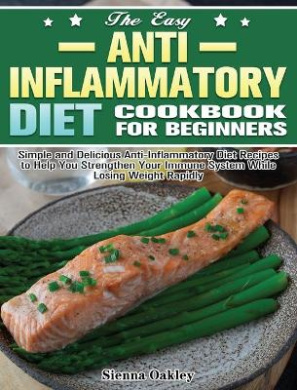 The Easy
ANTI
INFLAMMATORY
DIET COOKBOOK
FOR BEGINNERS
Simple and Delicious Anti-Inflammatory Diet Recipes
to Help You Strengthen Your Immune System While
Losing Weight Rapidly
Sienna Oakley